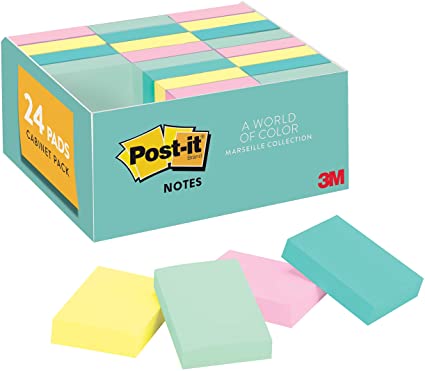 24 PADS
CABINET PACK
Post-it
Brand
NOTES
A WORLD
OF COLOR
MARSEILLE COLLECTION
3M